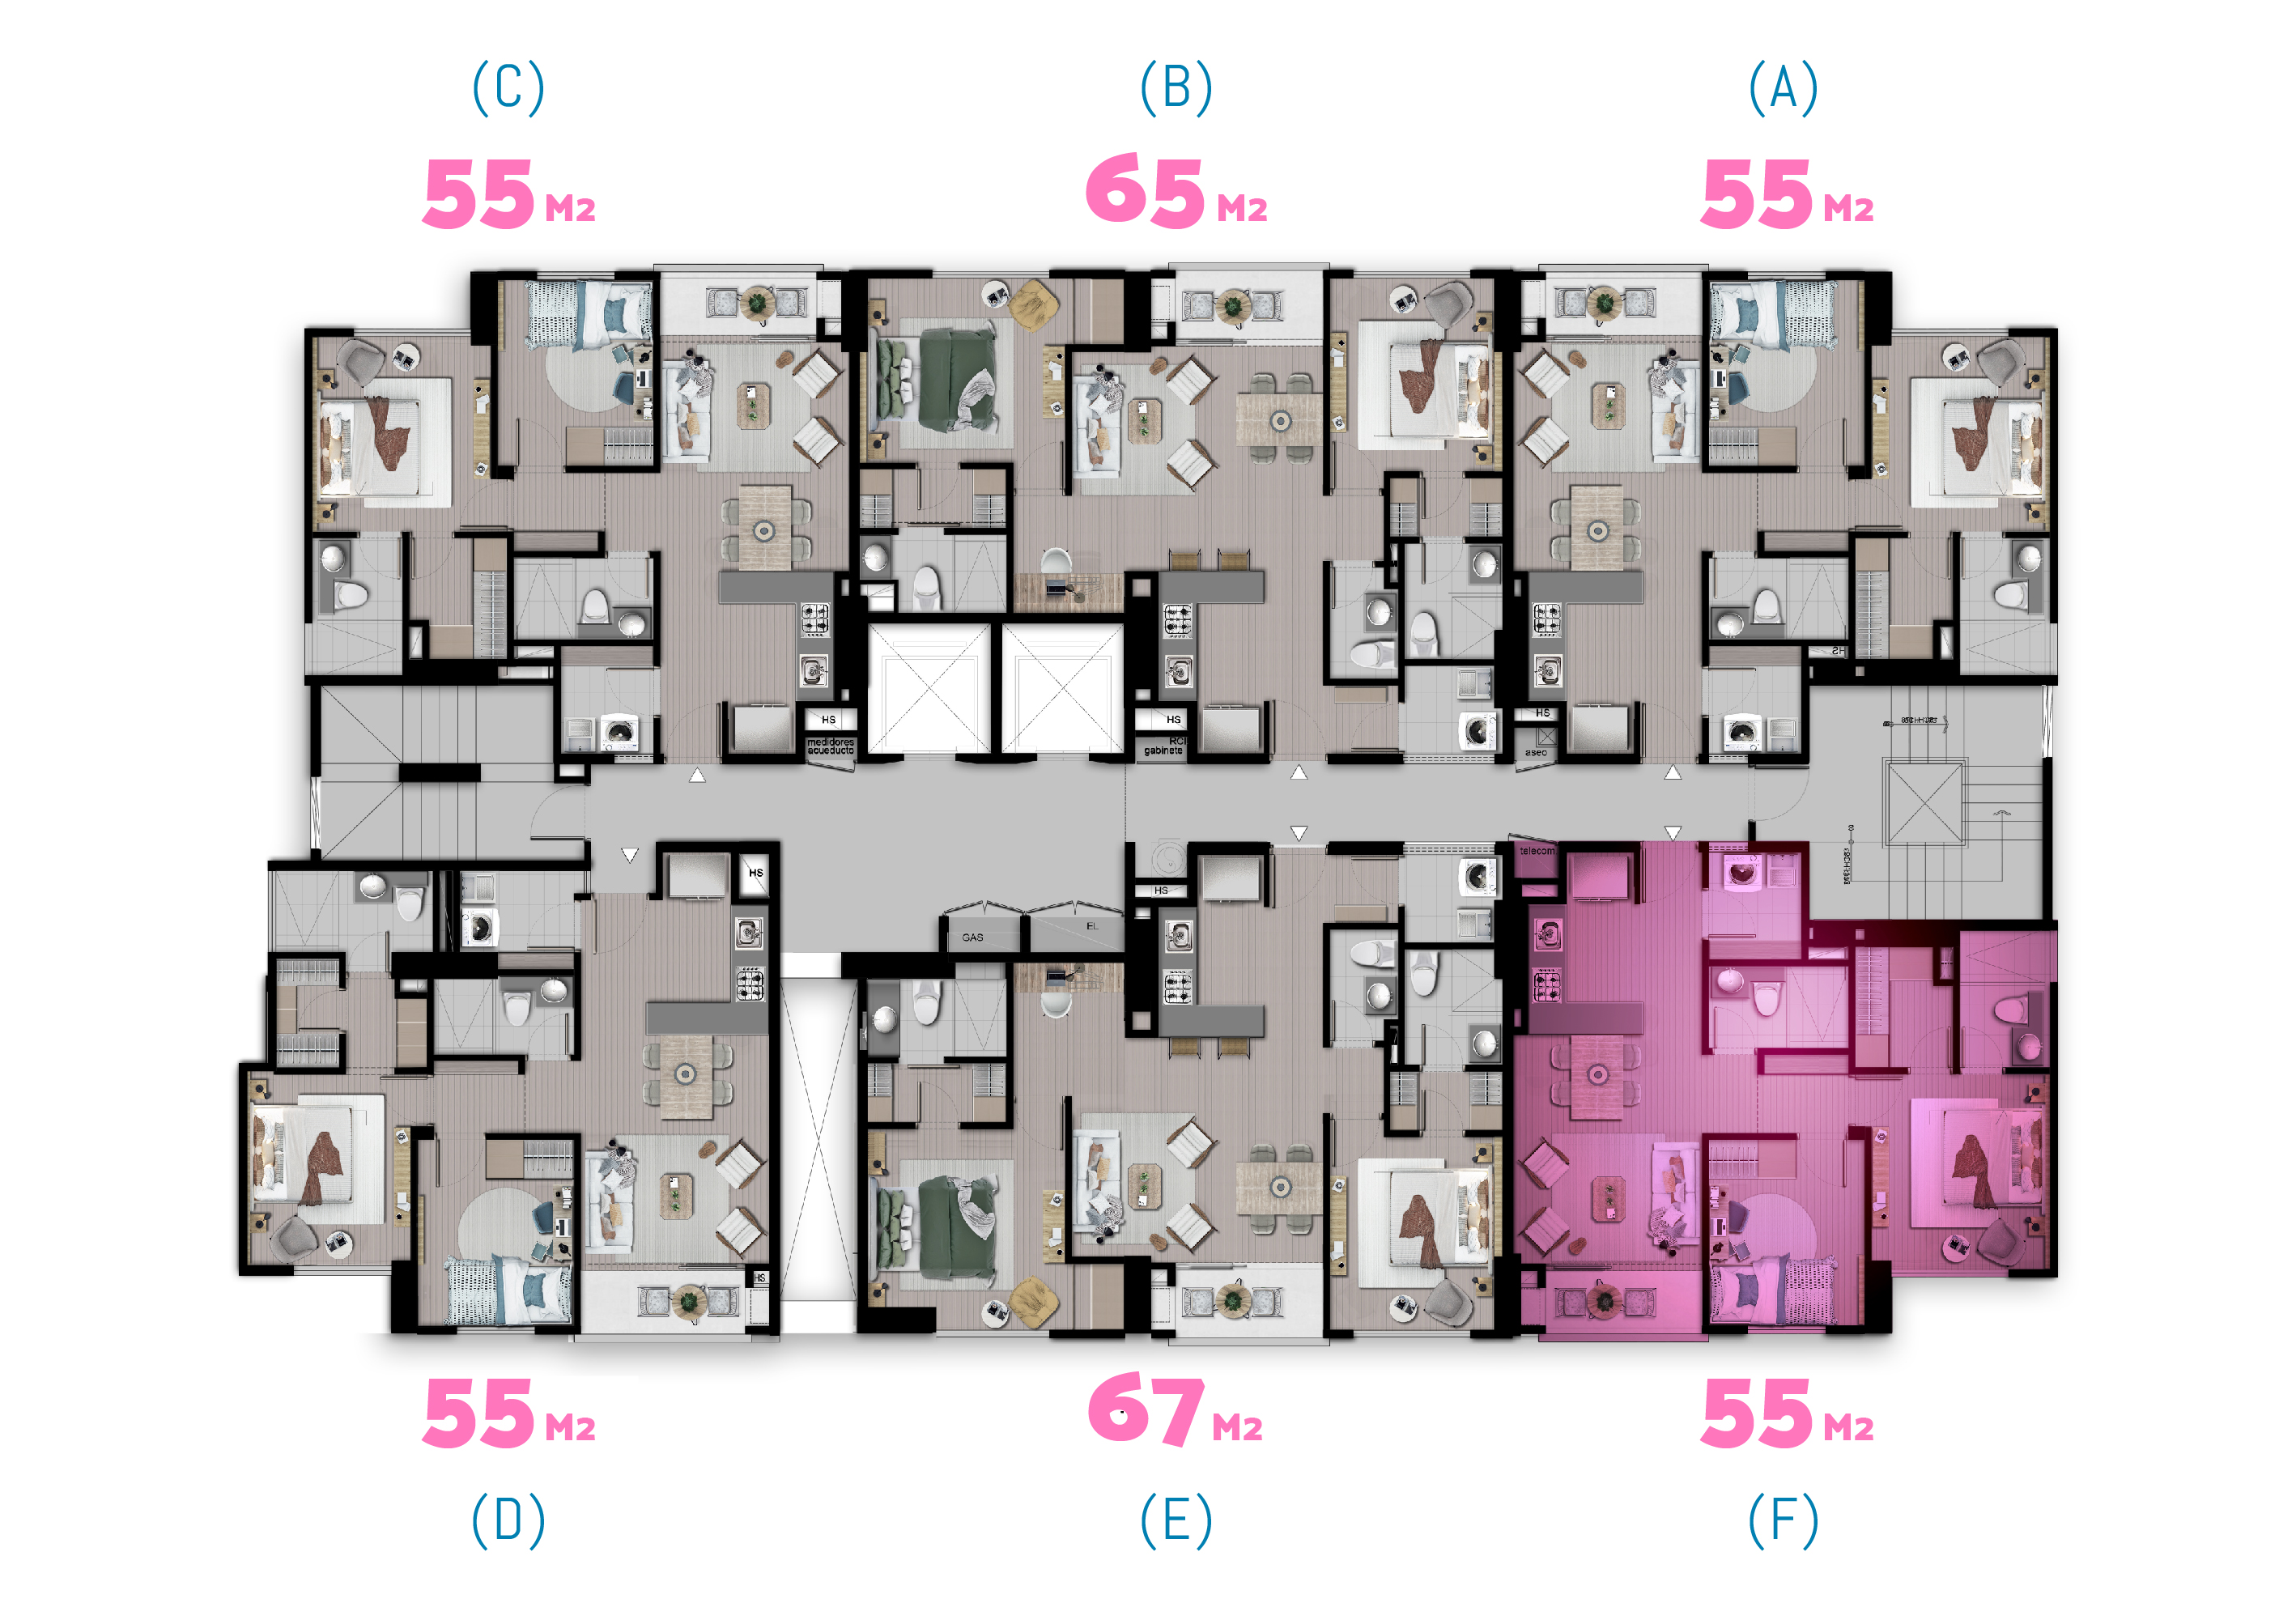 (C)
(B)
(A)
55 M2
65 M2
55 M2
HS
HS
HS
HS
medidores
acueducto
RCI
gabinete
aseo
telecom
HS
HS
GAS
EL
HS
55 M2
67 M2
55 M2
(D)
(E)
(F)